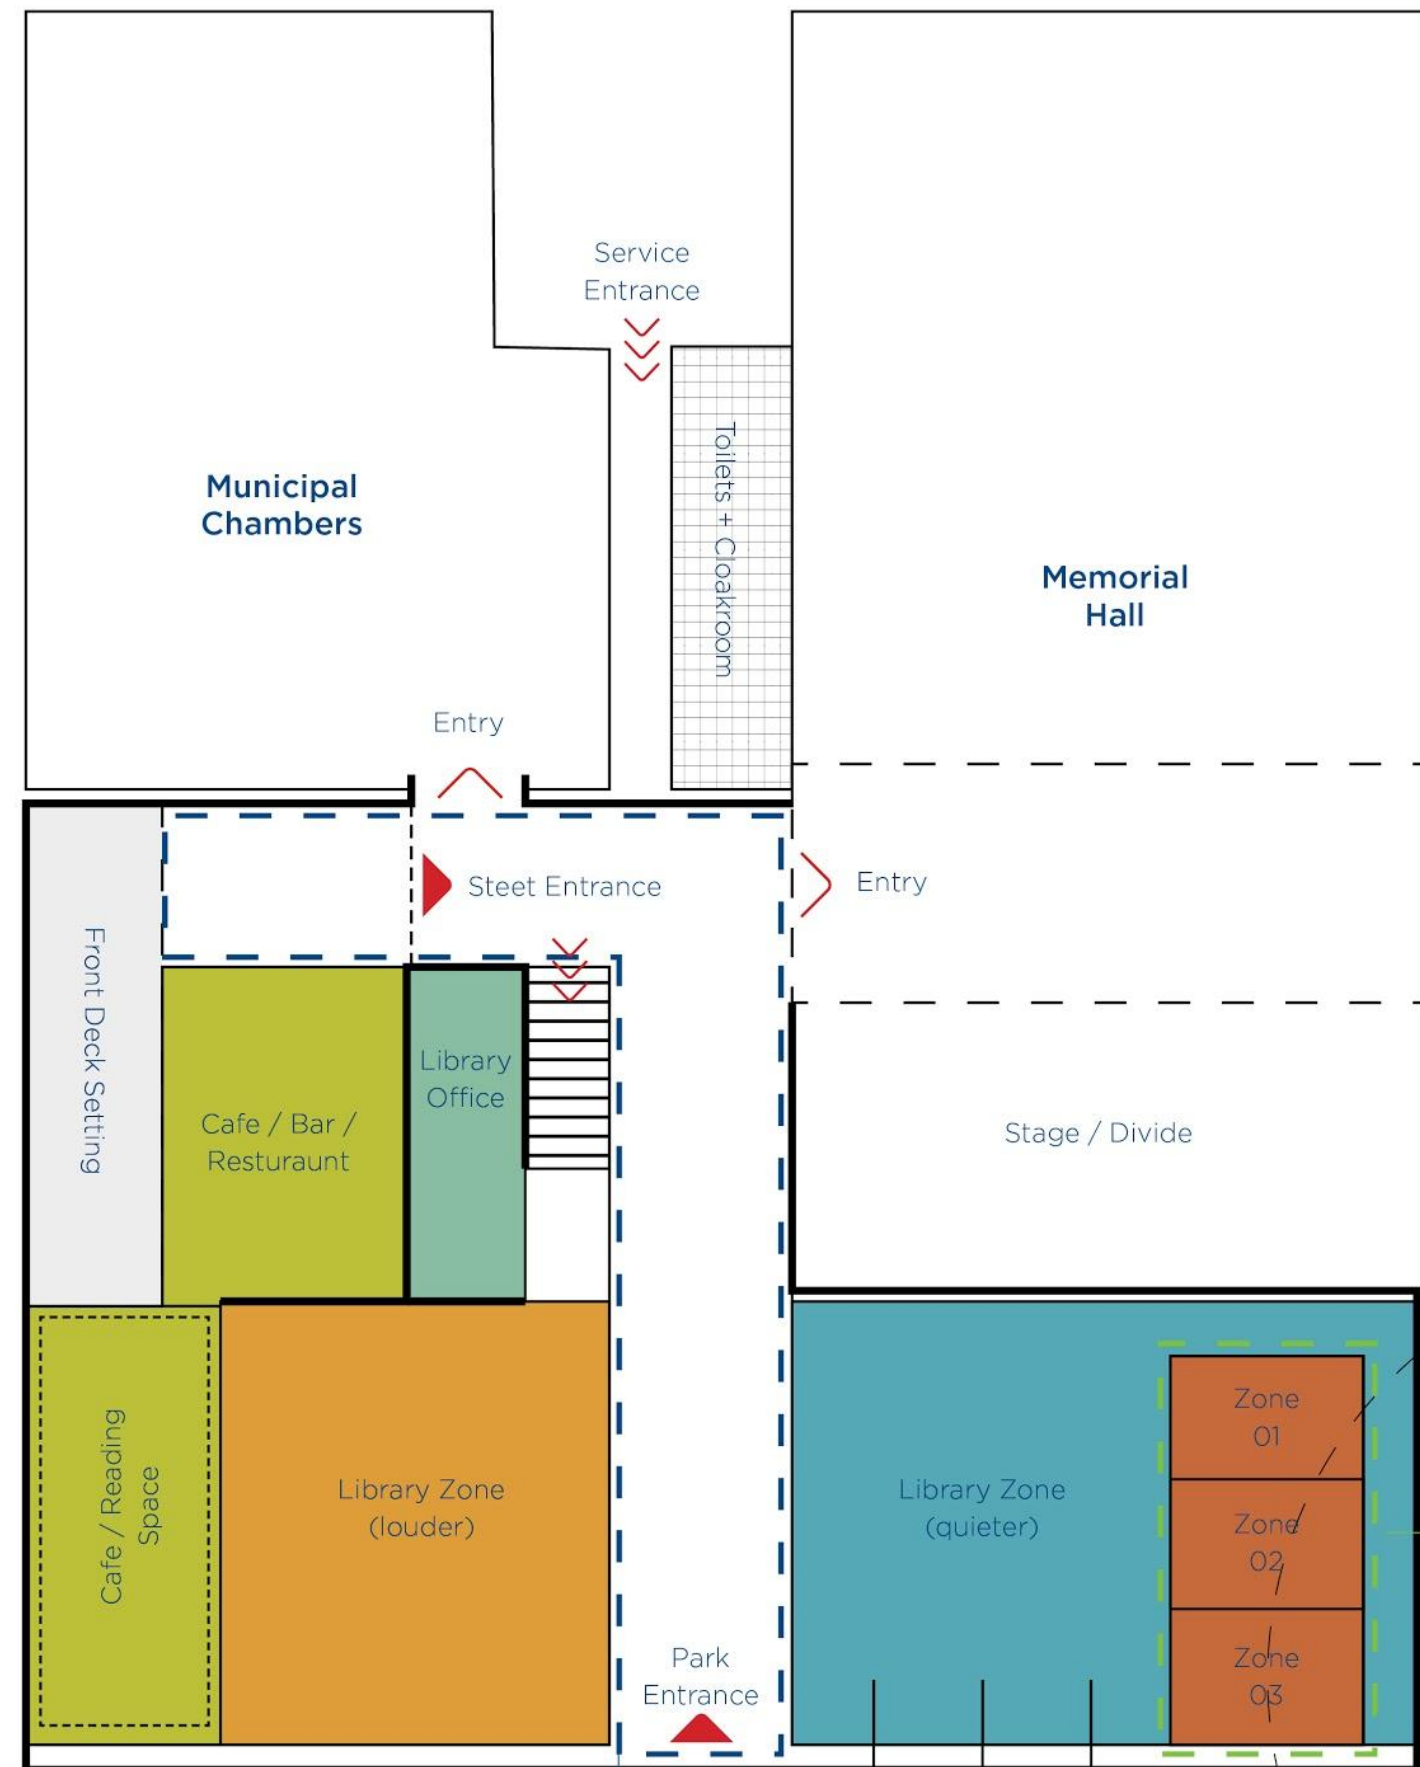 Service
Entrance
Municipal
Chambers
Toilets + Cloakroom
Memorial
Hall
Entry
Steet Entrance
Entry
Front Deck Setting
Library
Office
Cafe / Bar /
Resturaunt
Stage / Divide
Cafe / Reading
Space
Library Zone
(louder)
Library Zone
(quieter)
Zone
01
Zone
02
Zone
03
Park
Entrance